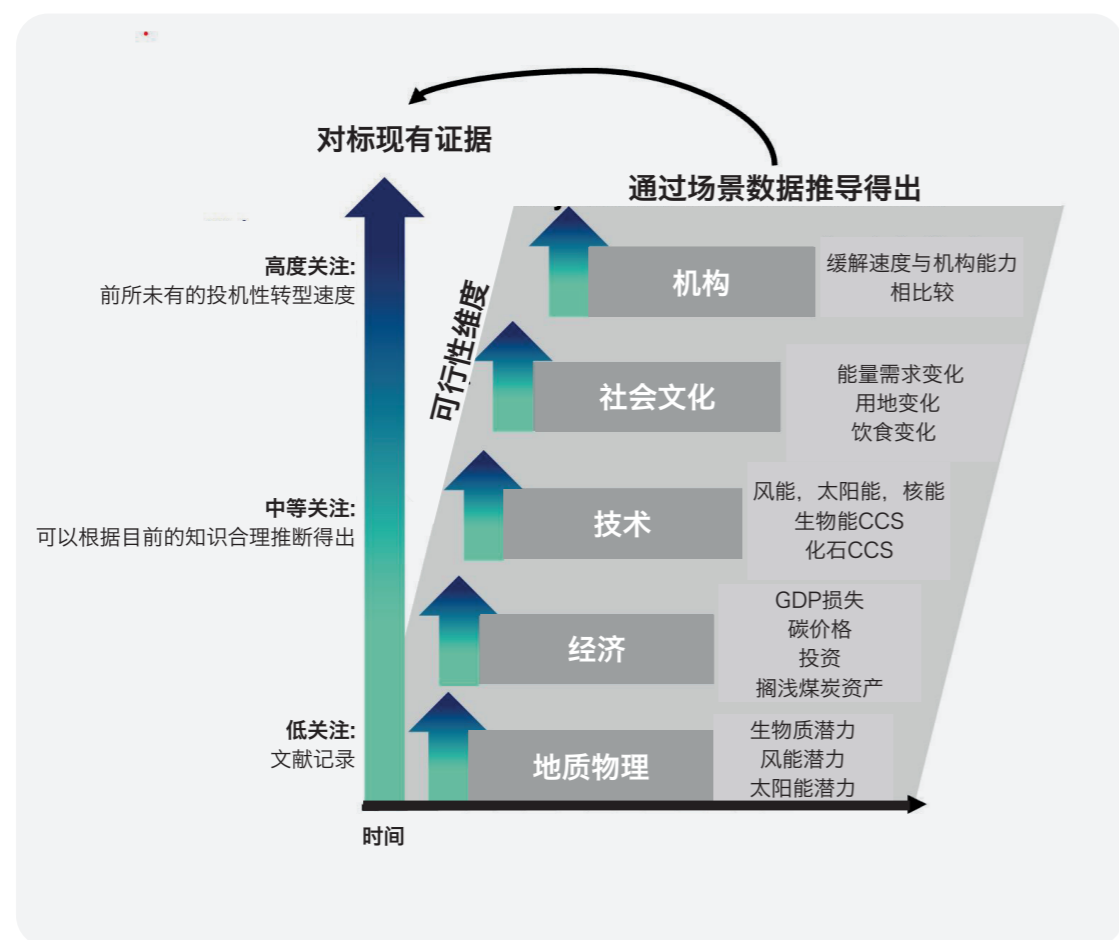 对标现有证据
通过场景数据推导得出
高度关注:
前所未有的投机性转型速度
中等关注:
可以根据目前的知识合理推断得出
低关注:
文献记录
可行性维度
机构
缓解速度与机构能力
相比较
社会文化
能量需求变化
用地变化
饮食变化
技术
风能，太阳能，核能
生物能CCS
化石CCS
经济
GDP损失
碳价格
投资
搁浅煤炭资产
地质物理
生物质潜力
风能潜力
太阳能潜力
时间